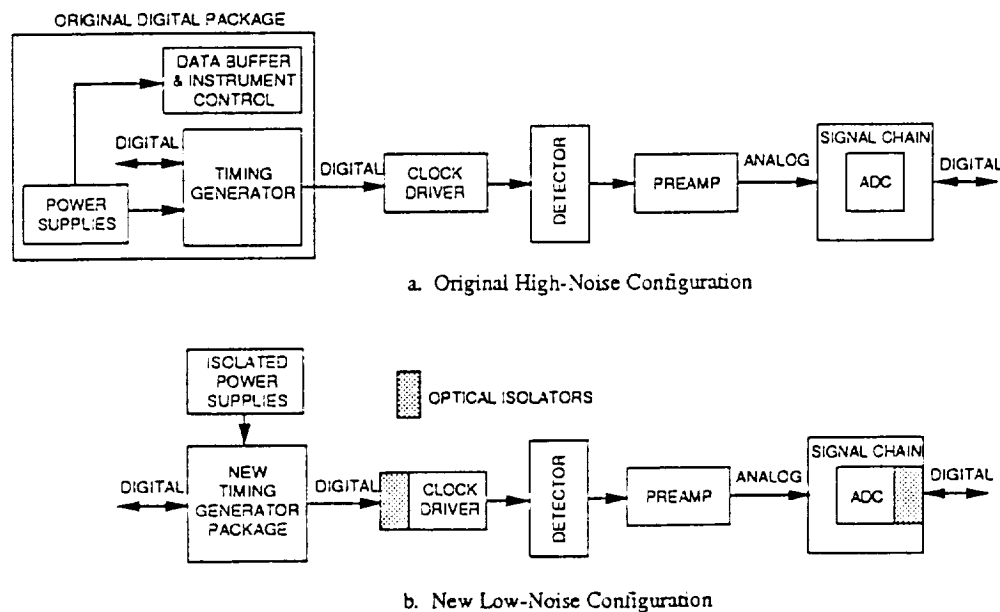 ORIGINAL DIGITAL PACKAGE
DATA BUFFER
& INSTRUMENT
CONTROL
DIGITAL
TIMING
GENERATOR
POWER
SUPPLIES
DIGITAL
CLOCK
DRIVER
DETECTOR
PREAMP
ANALOG
SIGNAL CHAIN
ADC
DIGITAL
a. Original High-Noise Configuration
ISOLATED
POWER
SUPPLIES
OPTICAL ISOLATORS
DIGITAL
NEW
TIMING
GENERATOR
PACKAGE
DIGITAL
CLOCK
DRIVER
DETECTOR
PREAMP
ANALOG
SIGNAL CHAIN
ADC
DIGITAL
b. New Low-Noise Configuration